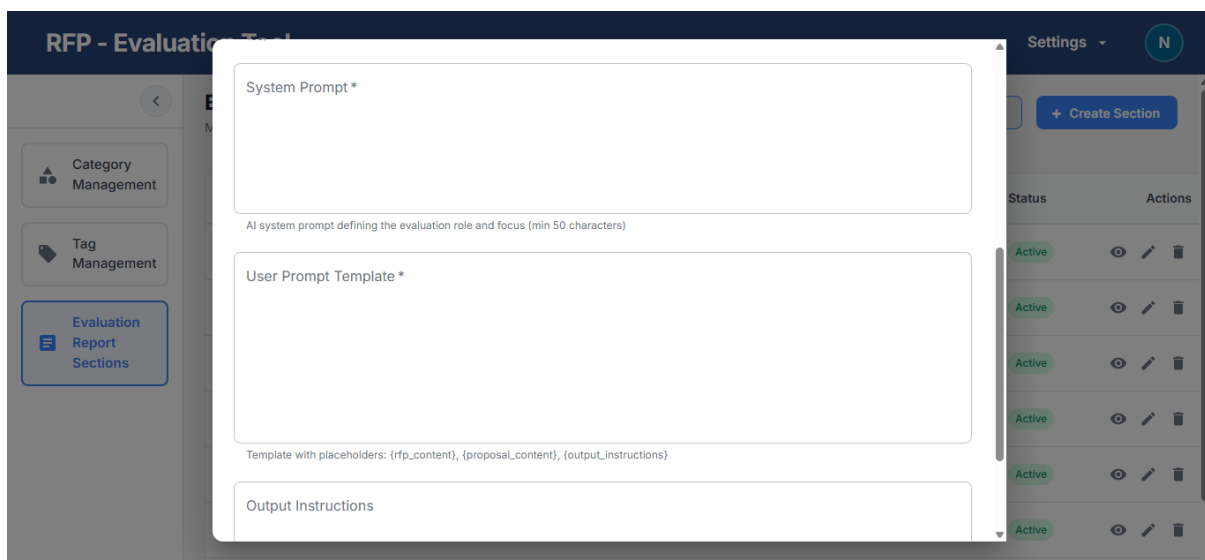 RFP - Evaluation Tool
Settings
N
Category
Management
Tag
Management
Evaluation
Report
Sections
+ Create Section
Status
Actions
Active
Active
Active
Active
Active
Active
System Prompt *
AI system prompt defining the evaluation role and focus (min 50 characters)
User Prompt Template *
Template with placeholders: {rfp_content}, {proposal_content}, {output_instructions}
Output Instructions